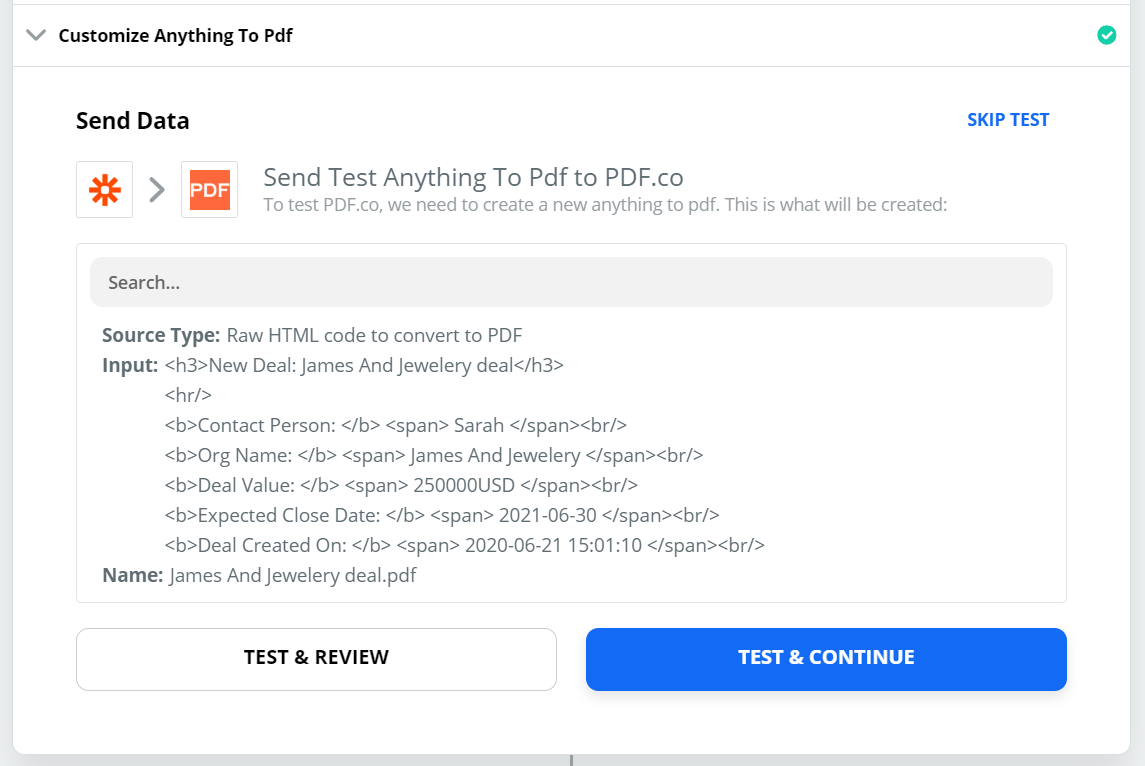 Customize Anything To Pdf
Send Data
SKIP TEST
PDF
Send Test Anything To Pdf to PDF.co
To test PDF.co, we need to create a new anything to pdf. This is what will be created:
Search...
Source Type: Raw HTML code to convert to PDF
Input: <h3>New Deal: James And Jewelery deal</h3>
<hr/>
<b>Contact Person: </b> <span> Sarah </span><br/>
<b>Org Name: </b> <span> James And Jewelery </span><br/>
<b>Deal Value: </b> <span> 250000USD </span><br/>
<b>Expected Close Date: </b> <span> 2021-06-30 </span><br/>
<b>Deal Created On: </b> <span> 2020-06-21 15:01:10 </span><br/>
Name: James And Jewelery deal.pdf
TEST & REVIEW
TEST & CONTINUE